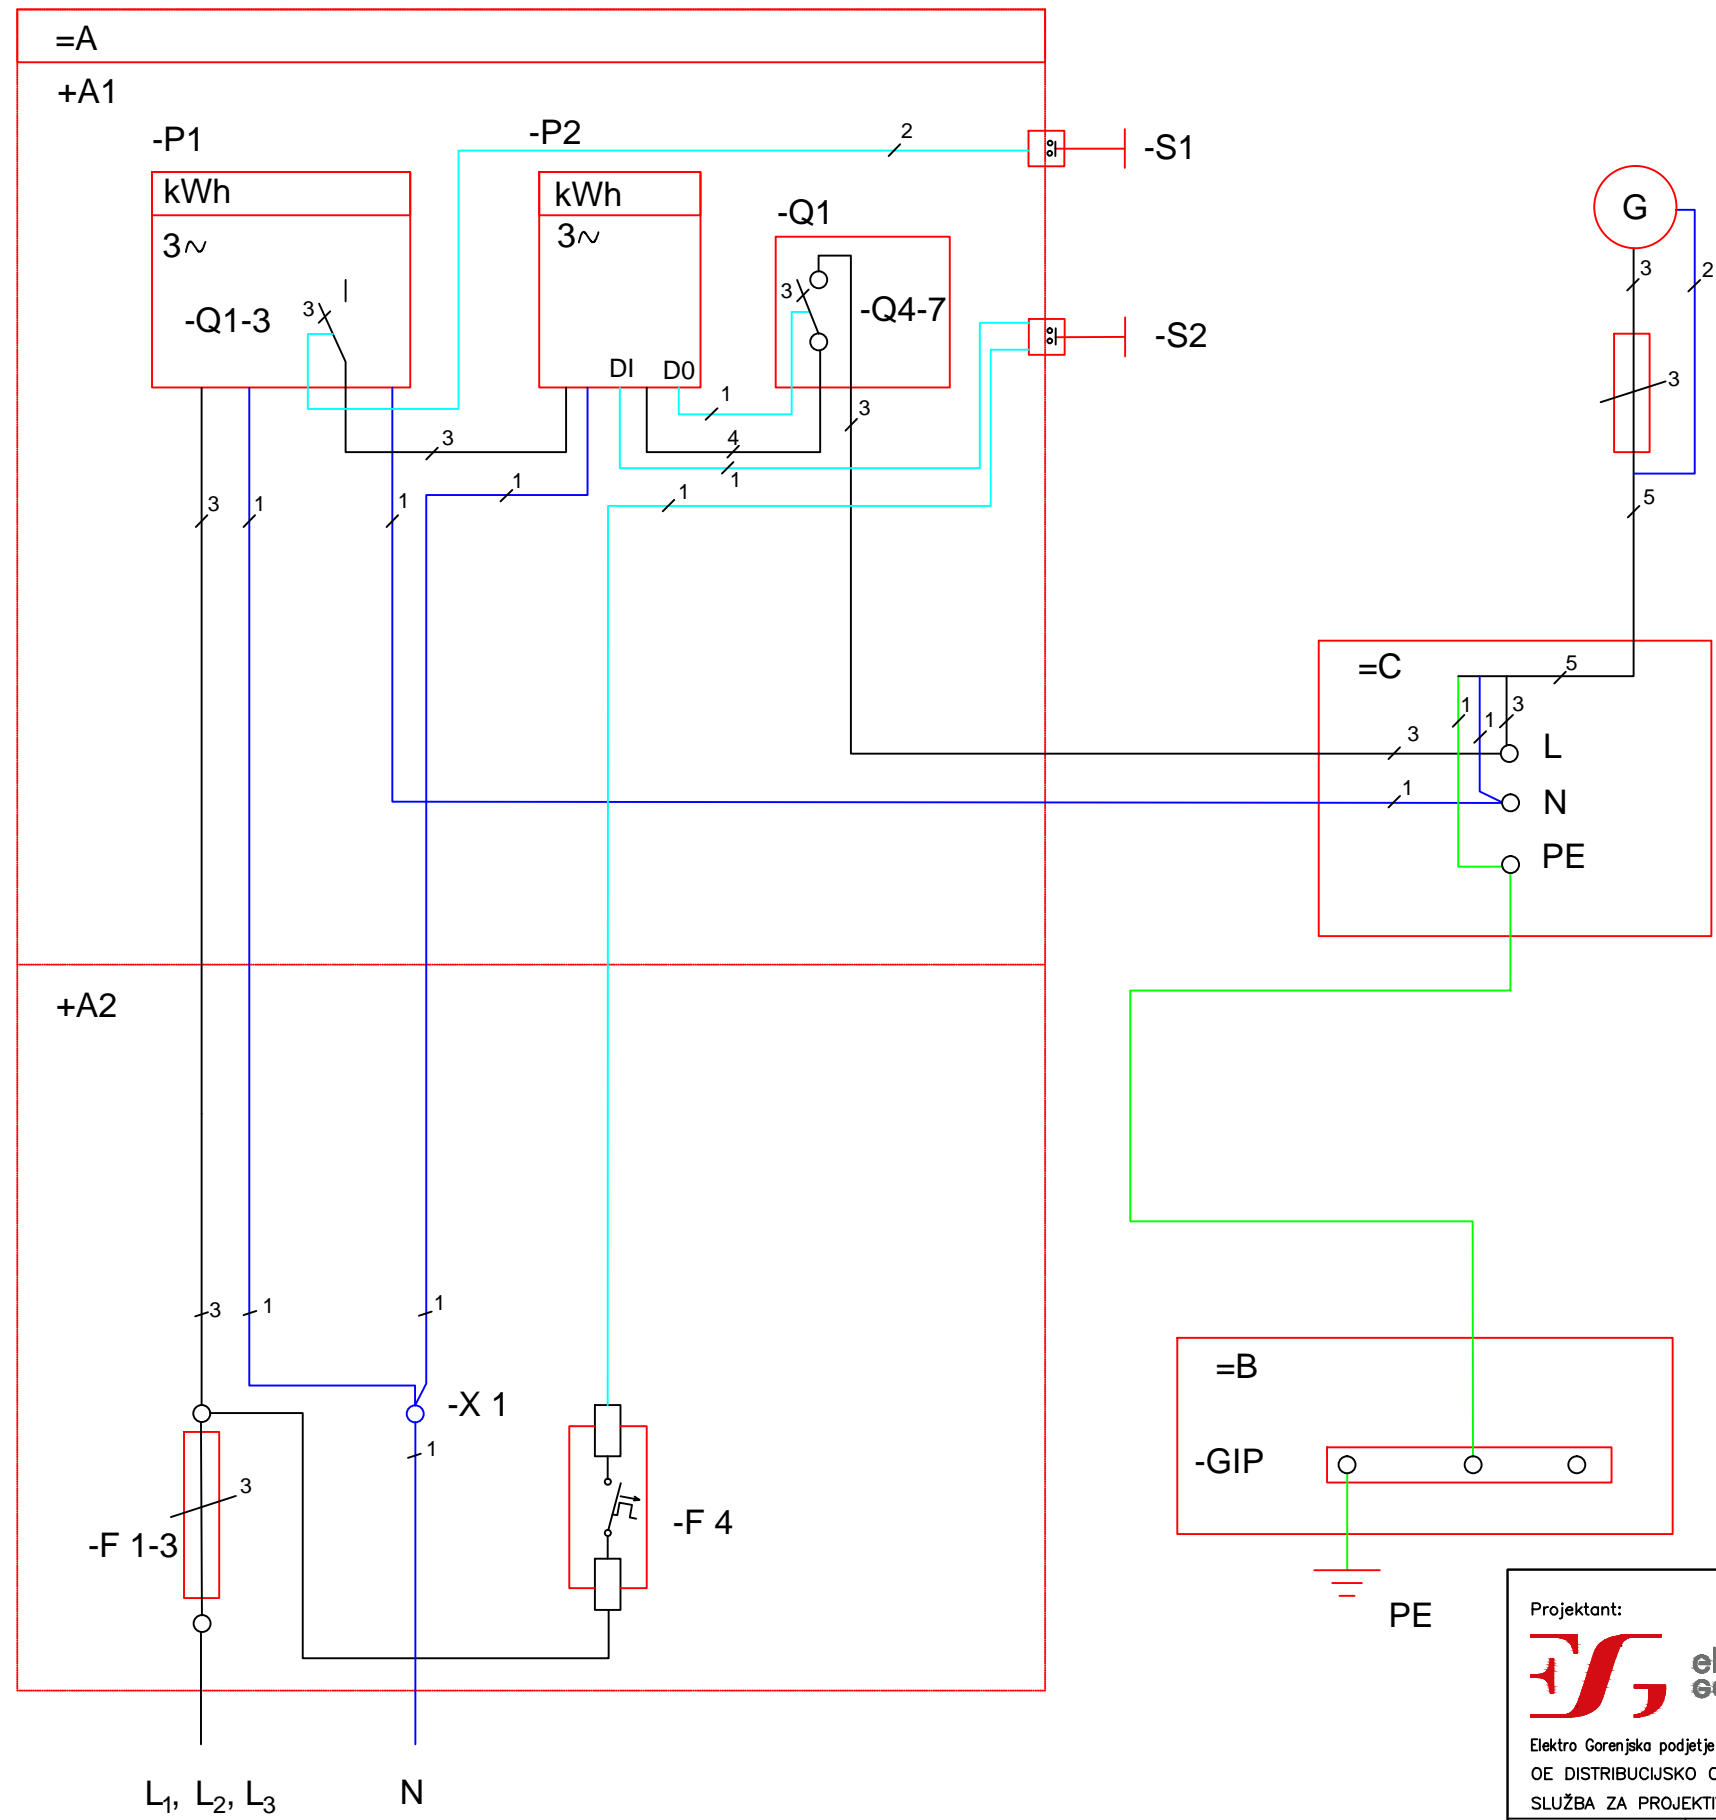 =A
+A1
-P1
-P2
2
-S1
kWh
kWh
-Q1
G
3~
3~
3
2
3
3
-Q1-3
-Q4-7
-S2
DI
D0
3
1
3
3
4
1
1
1
3
1
1
5
=C
5
1
1
3
3
L
1
N
PE
+A2
3
1
1
=B
-X 1
1
-GIP
3
-F 4
-F 1-3
PE
Projektant:
Elektro Gorenjska podjetje
OE DISTRIBUCIJSKO
SLUŽBA ZA
L1, L2, L3
N